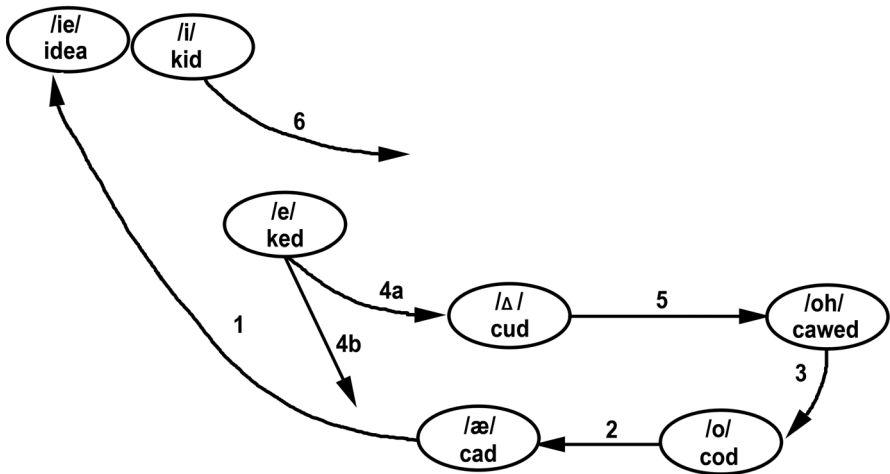 /ie/
idea
/i/
kid
6
/e/
ked
4a
/Δ/
cud
5
/oh/
cawed
1
4b
3
/æ/
cad
2
/o/
cod